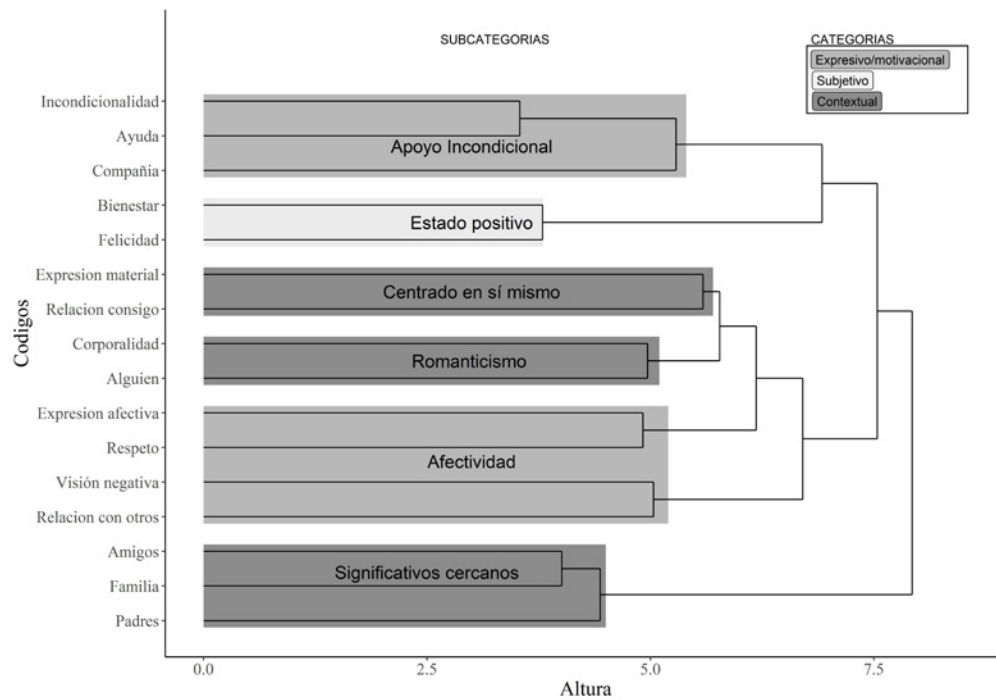 SUBCATEGORIAS
CATEGORIAS
Expresivo/motivacional
Subjetivo
Contextual
Codigos
Incondicionalidad
Ayuda
Compañia
Bienestar
Felicidad
Expresion material
Relacion consigo
Corporalidad
Alguien
Expresion afectiva
Respeto
Visión negativa
Relacion con otros
Amigos
Familia
Padres
Apoyo Incondicional
Estado positivo
Centrado en sí mismo
Romanticismo
Afectividad
Significativos cercanos
0.0 2.5 5.0 7.5
Altura